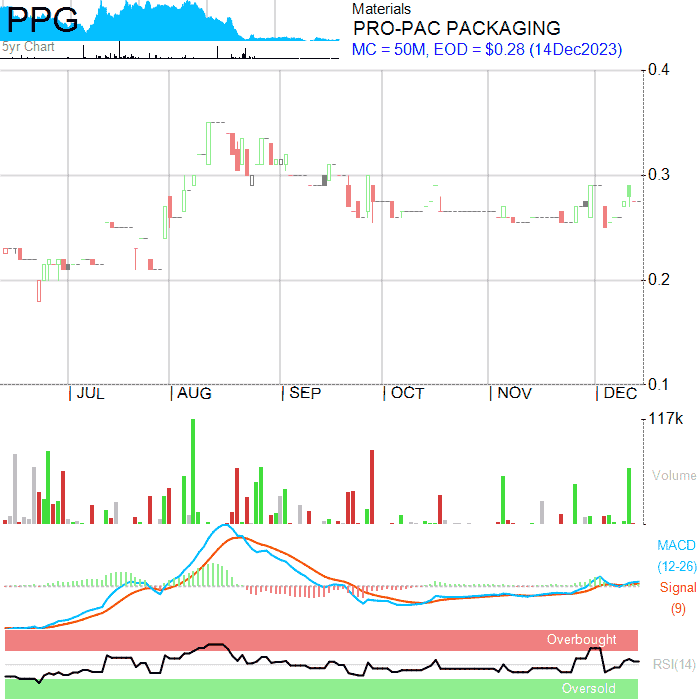 PPG
5yr Chart
Materials
PRO-PAC PACKAGING
MC = 50M, EOD = $0.28 (14Dec2023)
0.4
0.3
0.2
0.1
JUL AUG SEP OCT NOV DEC
117k
Volume
MACD
(12-26)
Signal
(9)
Overbought
RSI(14)
Oversold